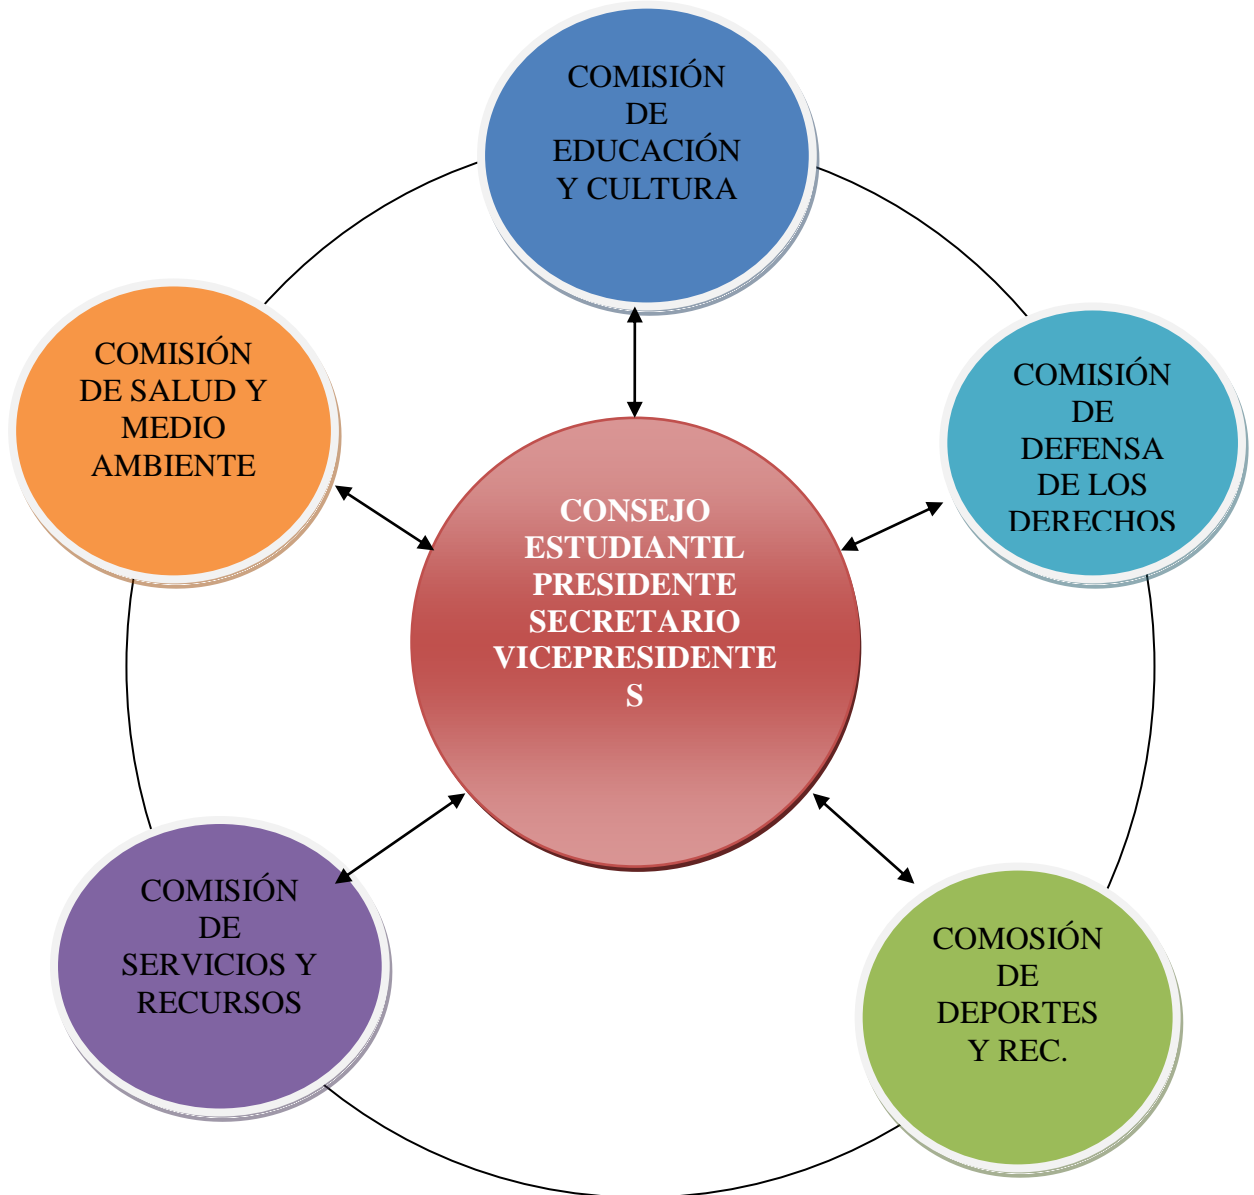 COMISIÓN
DE
EDUCACIÓN
Y CULTURA
COMISIÓN
DE SALUD Y
MEDIO
AMBIENTE
COMISIÓN
DE
DEFENSA
DE LOS
DERECHOS
CONSEJO
ESTUDIANTIL
PRESIDENTE
SECRETARIO
VICEPRESIDENTE
S
COMISIÓN
DE
SERVICIOS Y
RECURSOS
COMOSIÓN
DE
DEPORTES
Y REC.